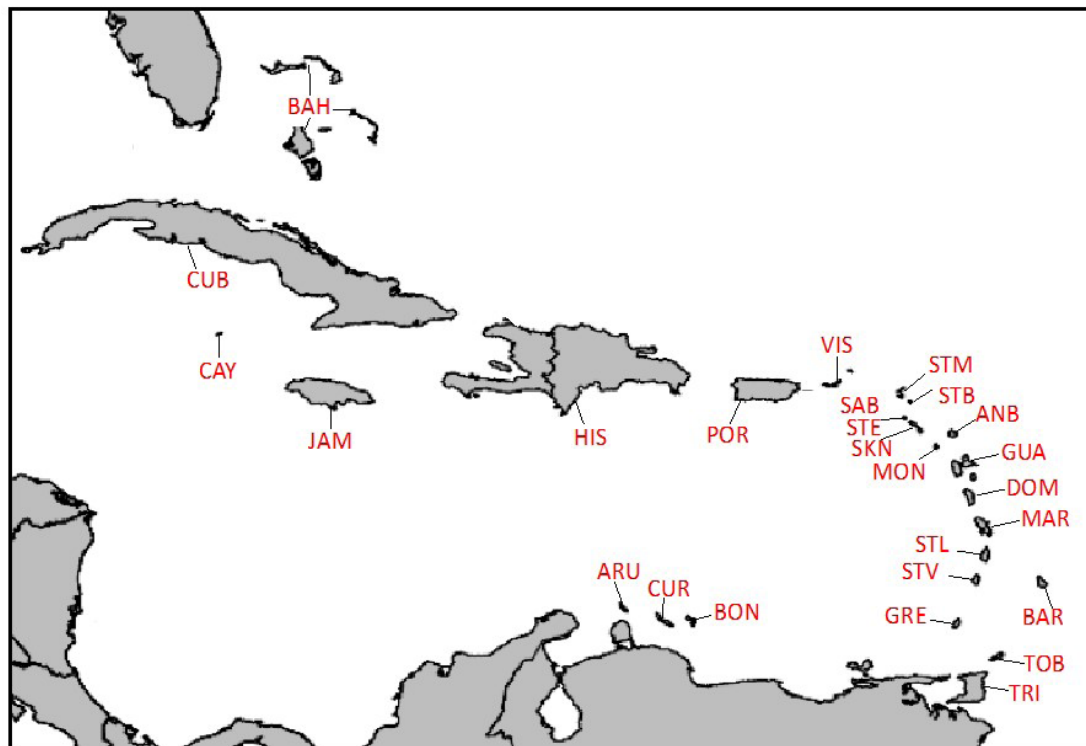 BAH
CUB
CAY
JAM
HIS
POR
VIS
STM
STB
SAB
STE
SKN
ANB
MON
GUA
DOM
MAR
STL
STV
BAR
ARU
CUR
BON
GRE
TOB
TRI